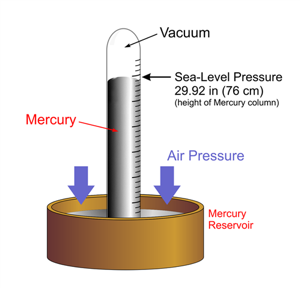 Vacuum
Sea-Level Pressure
29.92 in (76 cm)
(height of Mercury column)
Mercury
Air Pressure
Mercury
Reservoir